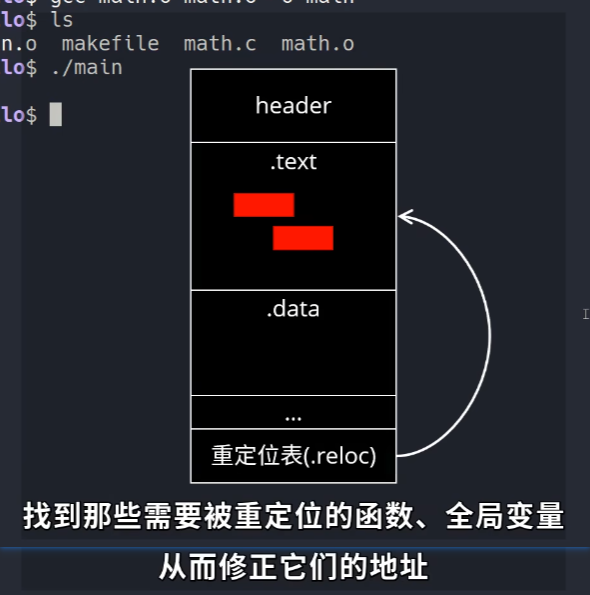 lo$ gcc math.o math.o -o math
lo$ ls
n.o makefile math.c math.o
lo$ ./main
lo$
header
.text
.data
...
重定位表(.reloc)
找到那些需要被重定位的函数、全局变量
从而修正它们的地址